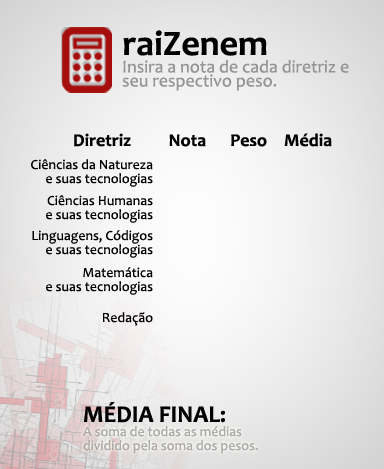 raiZenem
Insira a nota de cada diretriz e
seu respectivo peso.
Diretriz Nota Peso Média
Ciências da Natureza
e suas tecnologias
Ciências Humanas
e suas tecnologias
Linguagens, Códigos
e suas tecnologias
Matemática
e suas tecnologias
Redação
MÉDIA FINAL:
A soma de todas as médias
dividido pela soma dos pesos.